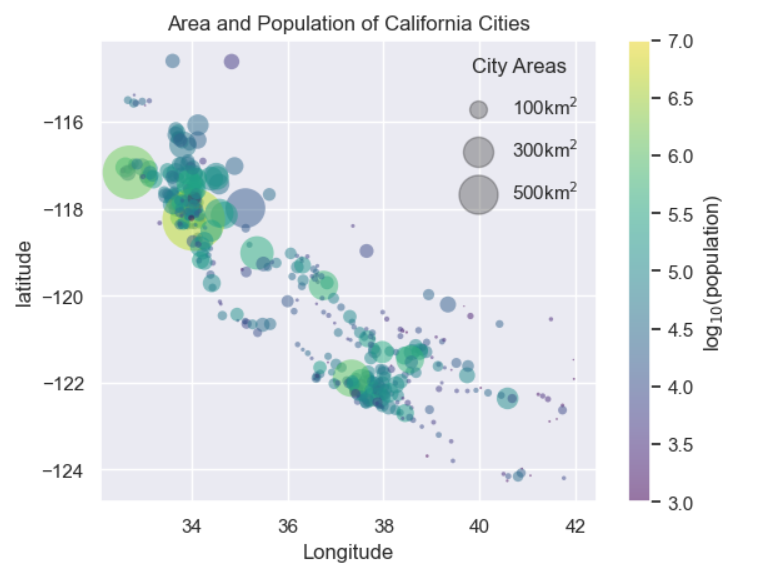 Area and Population of California Cities
City Areas
100km²
300km²
500km²
−116
−118
−120
−122
−124
latitude
34 36 38 40 42
Longitude
7.0
6.5
6.0
5.5
5.0
4.5
4.0
3.5
3.0
log₁₀(population)